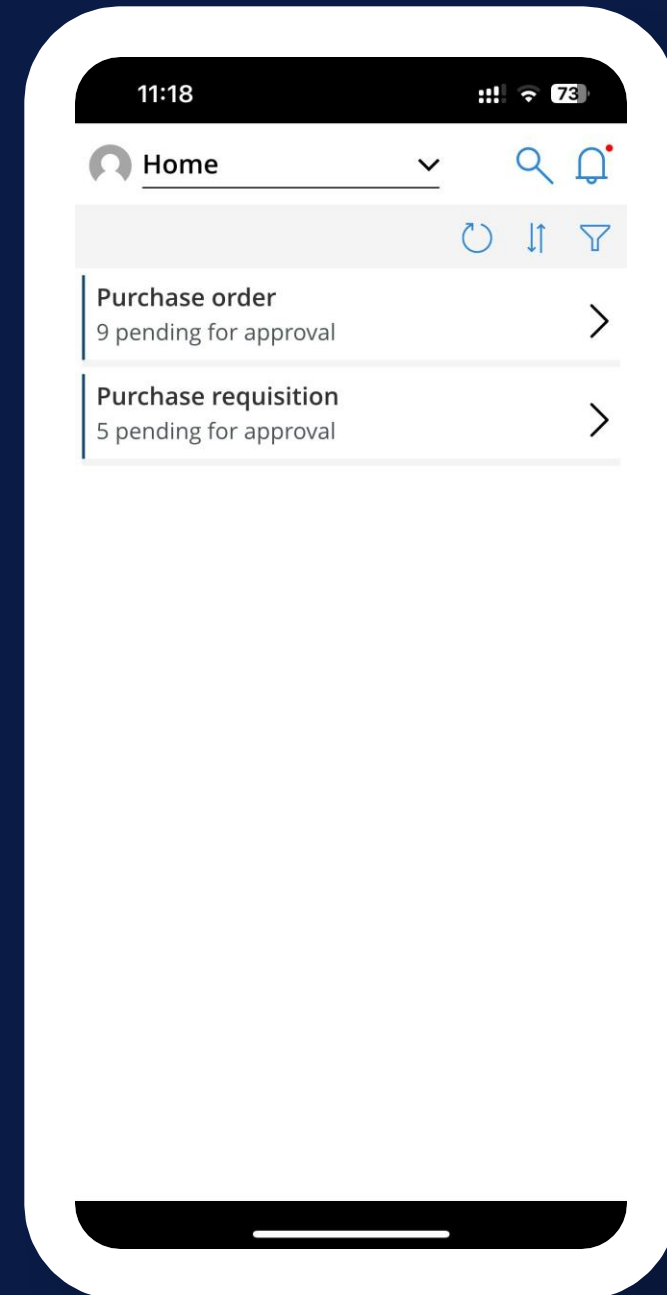 11:18
73
Home
Purchase order
9 pending for approval
Purchase requisition
5 pending for approval